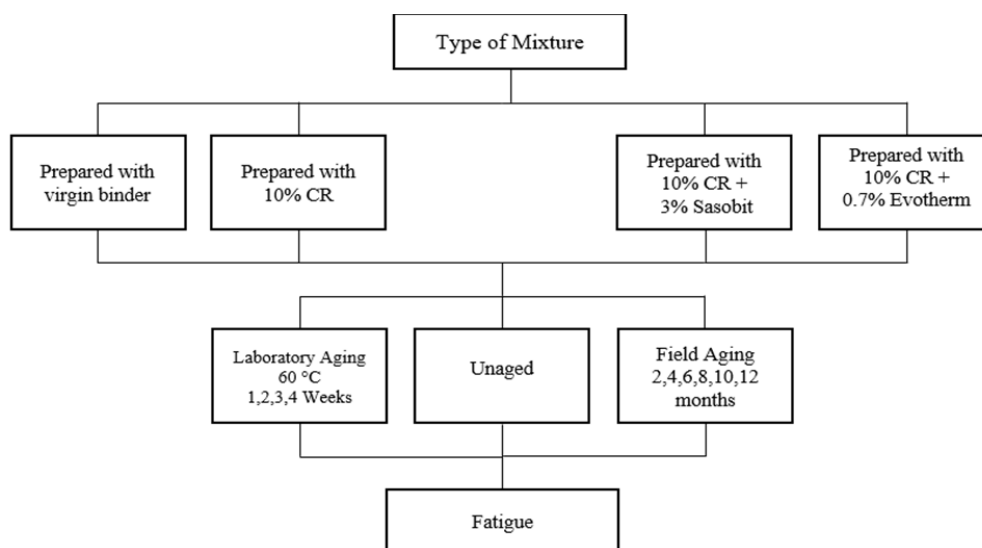 Type of Mixture
Prepared with
virgin binder
Prepared with
10% CR
Prepared with
10% CR +
3% Sasobit
Prepared with
10% CR +
0.7% Evotherm
Laboratory Aging
60 °C
1,2,3,4 Weeks
Unaged
Field Aging
2,4,6,8,10,12
months
Fatigue